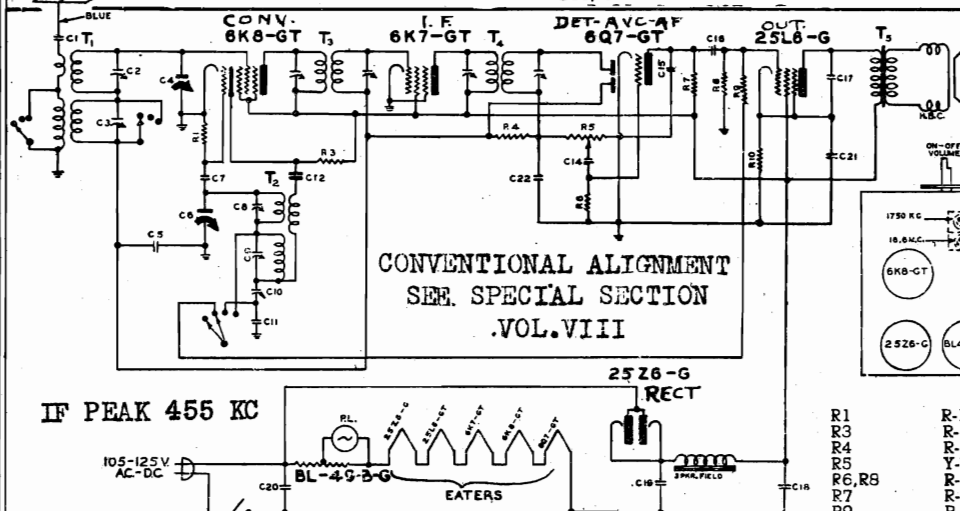 BLUE
CONV.
6K8-GT
I.F.
6K7-GT
DET-AVC-AF
6Q7-GT
OUT.
25L6-G
C1
T1
C2
C3
C4
R1
C7
T3
T4
C15
C16
R7
R8
R9
C17
T5
H.B.C.
R4
R5
C14
C22
R6
R10
C21
R3
C12
T2
C8
C6
C5
C9
C10
C11
ON-OFF
VOLUME
1750 KC
18.8 M.C.
6K8-GT
25Z6-G
BL4
CONVENTIONAL ALIGNMENT
SEE SPECIAL SECTION
.VOL.VIII
IF PEAK 455 KC
25Z6-G
RECT
P.L.
25Z6-G
25L6-GT
6K7-GT
6K8-GT
6Q7-GT
105-125V.
AC.-D.C.
BL-49-B-G
EATERS
C20
C19
SPKR. FIELD
C18
R1 R-
R3 R-
R4 R-
R5 Y-
R6,R8 R-
R7 R-
R9 R